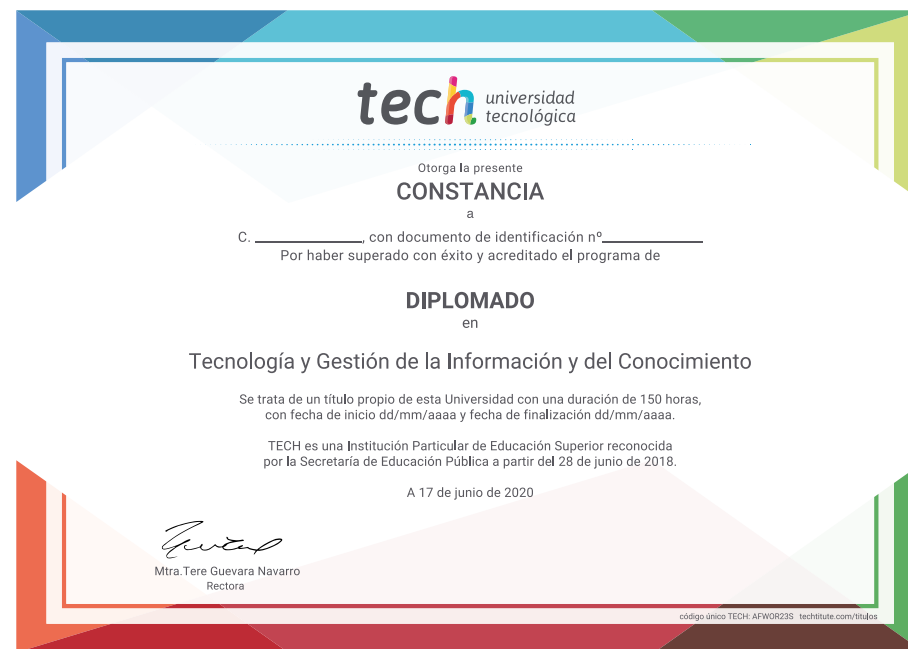 tech universidad
tecnológica
Otorga la presente
CONSTANCIA
a
C. ____________, con documento de identificación nº____________
Por haber superado con éxito y acreditado el programa de
DIPLOMADO
en
Tecnología y Gestión de la Información y del Conocimiento
Se trata de un título propio de esta Universidad con una duración de 150 horas,
con fecha de inicio dd/mm/aaaa y fecha de finalización dd/mm/aaaa.
TECH es una Institución Particular de Educación Superior reconocida
por la Secretaría de Educación Pública a partir del 28 de junio de 2018.
A 17 de junio de 2020
Mtra.Tere Guevara Navarro
Rectora
código único TECH: AFWOR23S techtitute.com/titulos